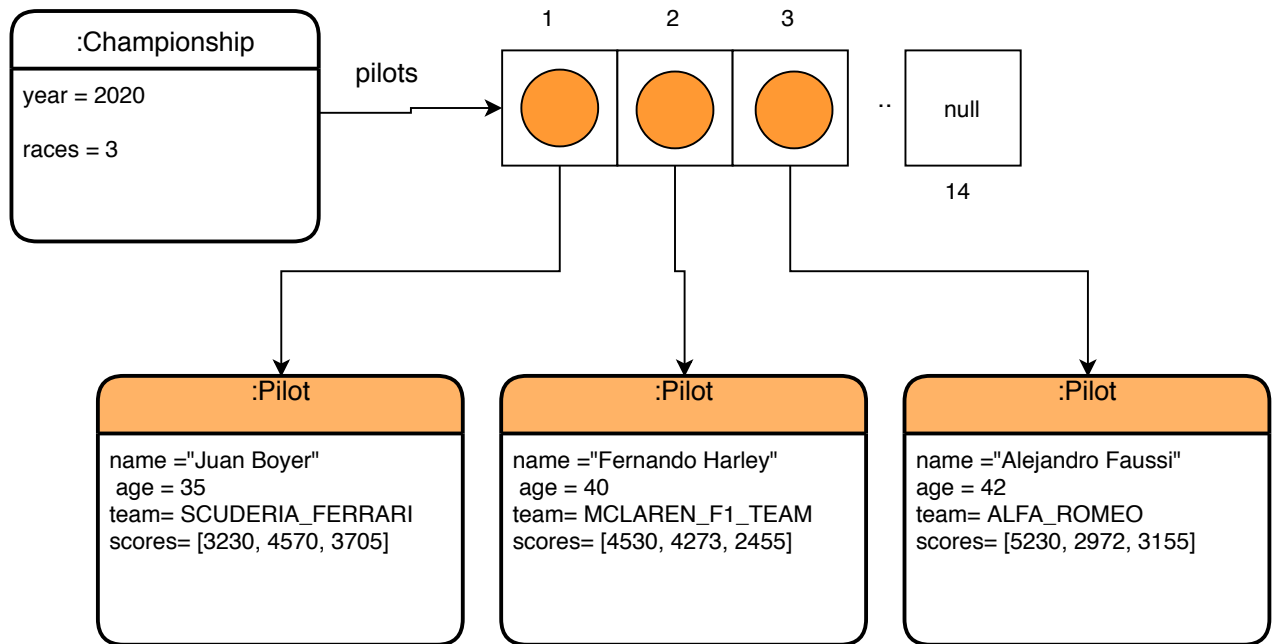 :Championship
year = 2020
races = 3
pilots
1
2
3
..
null
14
:Pilot
name ="Juan Boyer"
age = 35
team= SCUDERIA_FERRARI
scores= [3230, 4570, 3705]
:Pilot
name ="Fernando Harley"
age = 40
team= MCLAREN_F1_TEAM
scores= [4530, 4273, 2455]
:Pilot
name ="Alejandro Faussi"
age = 42
team= ALFA_ROMEO
scores= [5230, 2972, 3155]